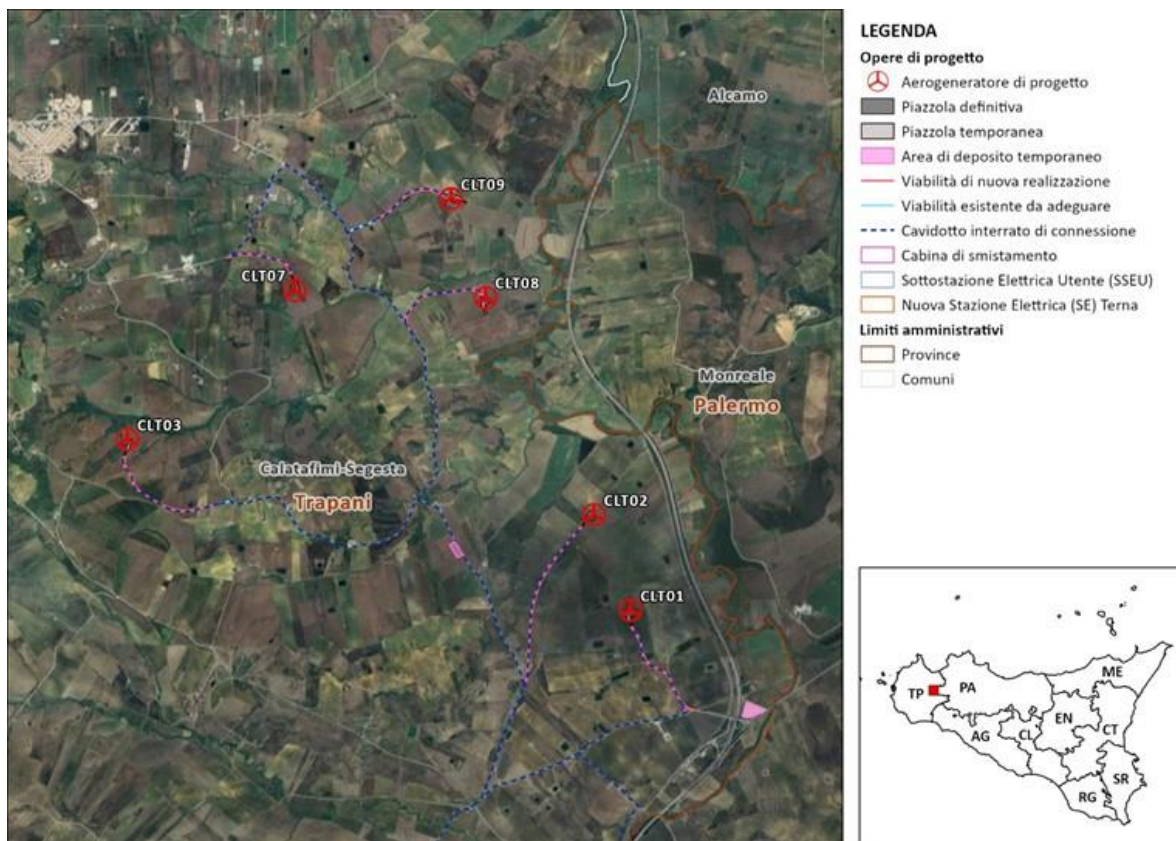 Alcamo
CLT09
CLT07
CLT08
Monreale
Palermo
CLT03
Calatafimi-Segesta
Trapani
CLT02
CLT01
LEGENDA
Opere di progetto
Aerogeneratore di progetto
Piazzola definitiva
Piazzola temporanea
Area di deposito temporaneo
Viabilità di nuova realizzazione
Viabilità esistente da adeguare
Cavidotto interrato di connessione
Cabina di smistamento
Sottostazione Elettrica Utente (SSEU)
Nuova Stazione Elettrica (SE) Terna
Limiti amministrativi
Province
Comuni
ME
TP
PA
EN
CT
AG
CL
SR
RG